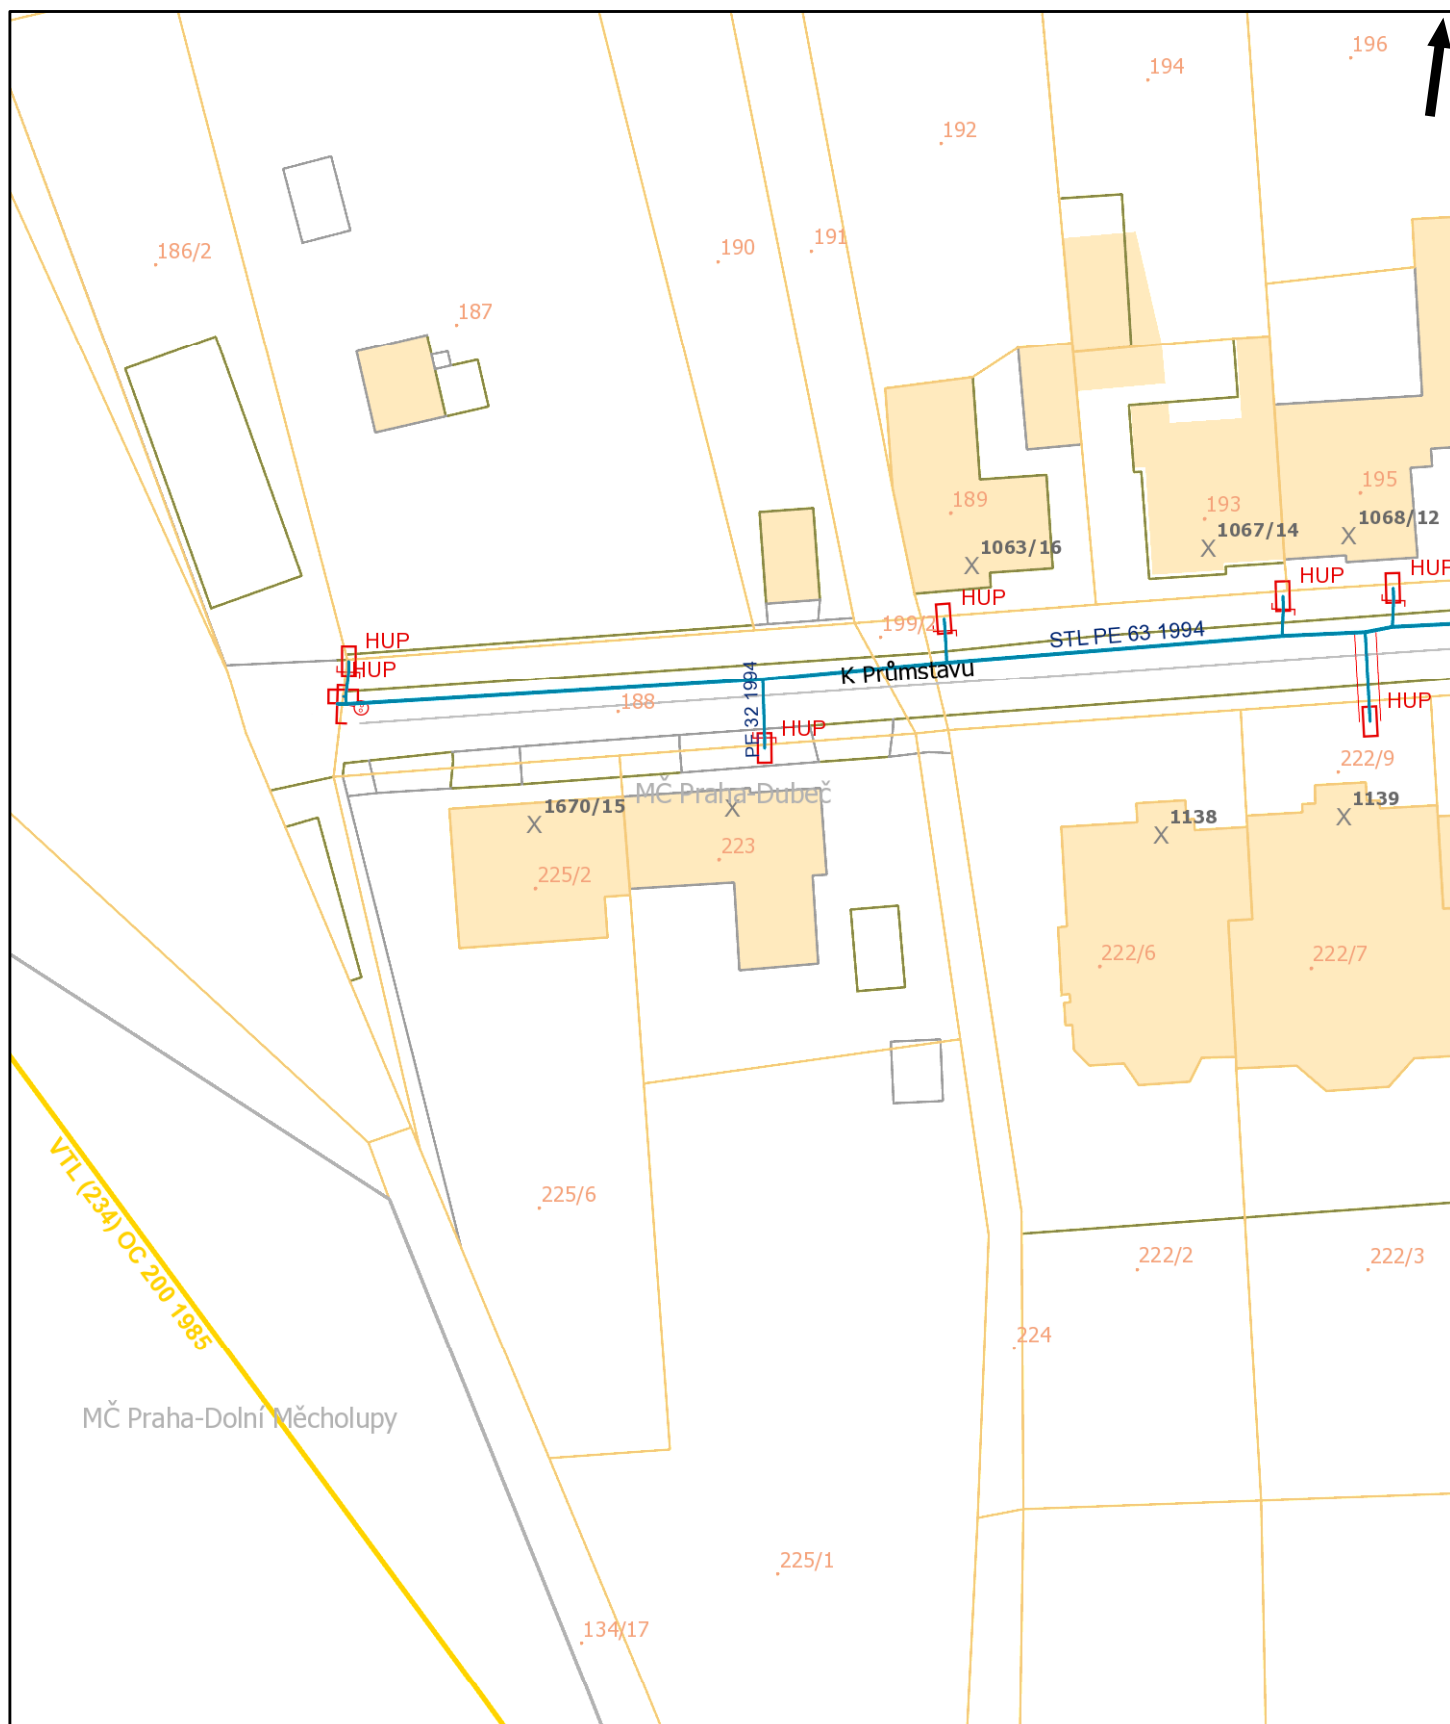 196
194
192
191
190
186/2
187
195
189
193
1068/12
1067/14
1063/16
HUP
HUP
HUP
199/2
STL PE 63 1994
HUP
HUP
K Průmstavu
188
PE 32 1994
HUP
HUP
222/9
MČ Praha-Dubeč
1670/15
1139
1138
223
225/2
222/6
222/7
VTL (234) OC 200 1985
225/6
222/2
222/3
224
MČ Praha-Dolní Měcholupy
225/1
134/17